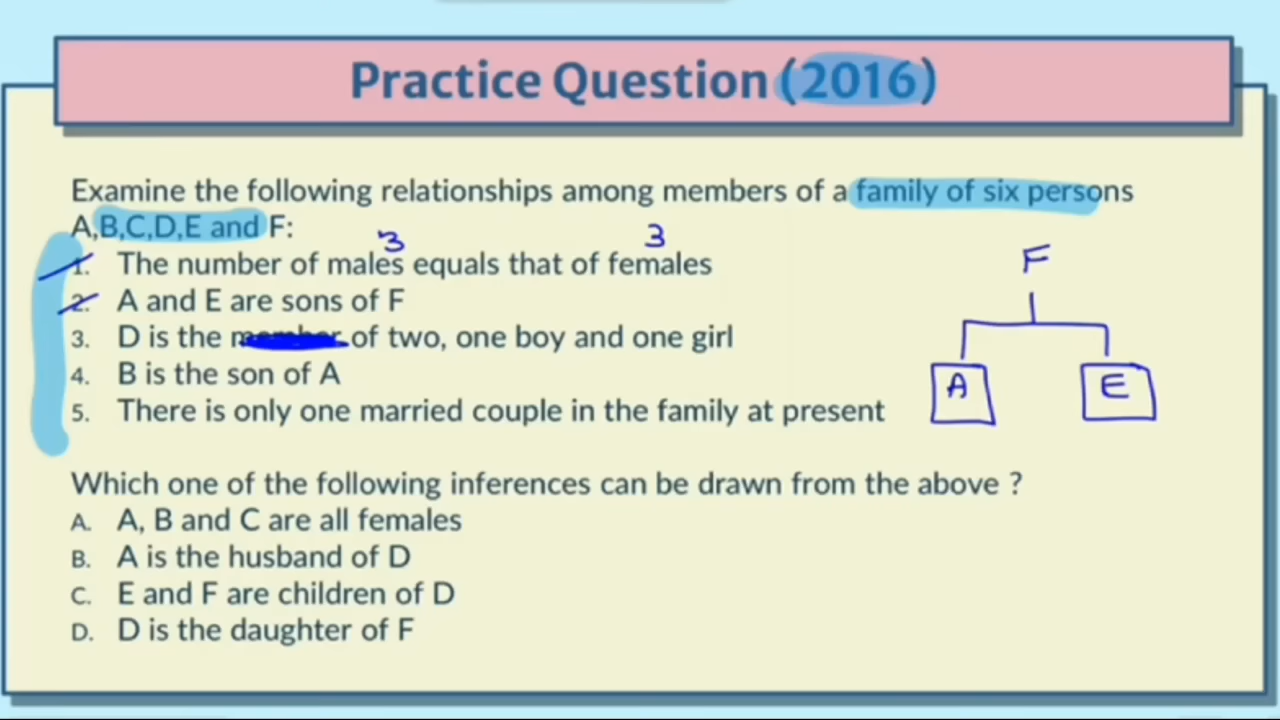 Practice Question (2016)
Examine the following relationships among members of a family of six persons
A,B,C,D,E and F:
3 3
1. The number of males equals that of females
2. A and E are sons of F
3. D is the of two, one boy and one girl
4. B is the son of A
5. There is only one married couple in the family at present
F
A E
Which one of the following inferences can be drawn from the above ?
A. A, B and C are all females
B. A is the husband of D
C. E and F are children of D
D. D is the daughter of F